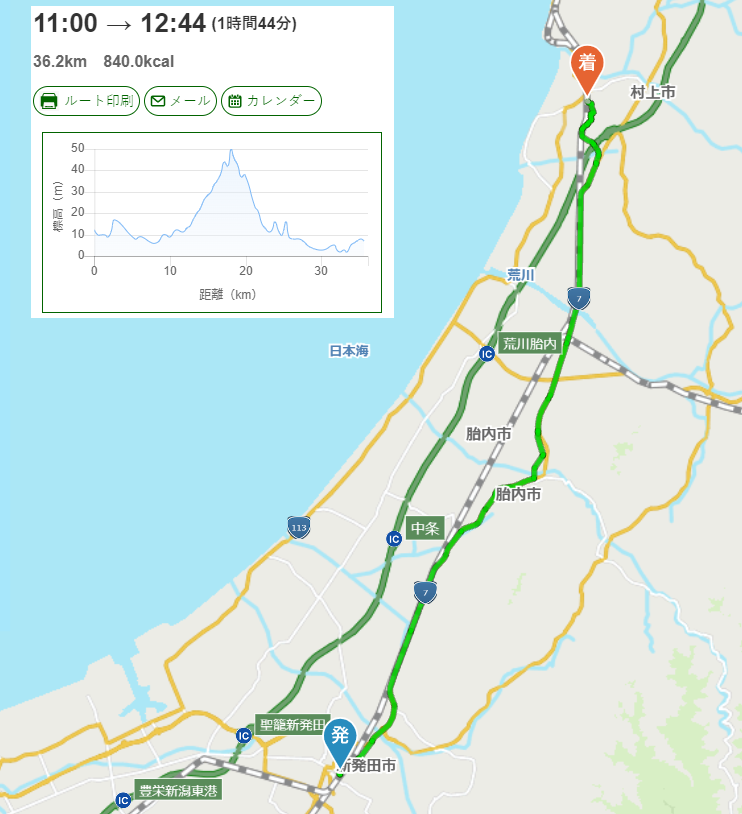 11:00 → 12:44 (1時間44分)
36.2km 840.0kcal
ルート印刷 メール カレンダー
標高（m）
50
40
30
20
10
0
0 10 20 30
距離（km）
着
村上市
荒川
7
日本海
荒川胎内
IC
胎内市
胎内市
113
中条
IC
7
聖籠新発田
IC
発
新発田市
豊栄新潟東港
IC